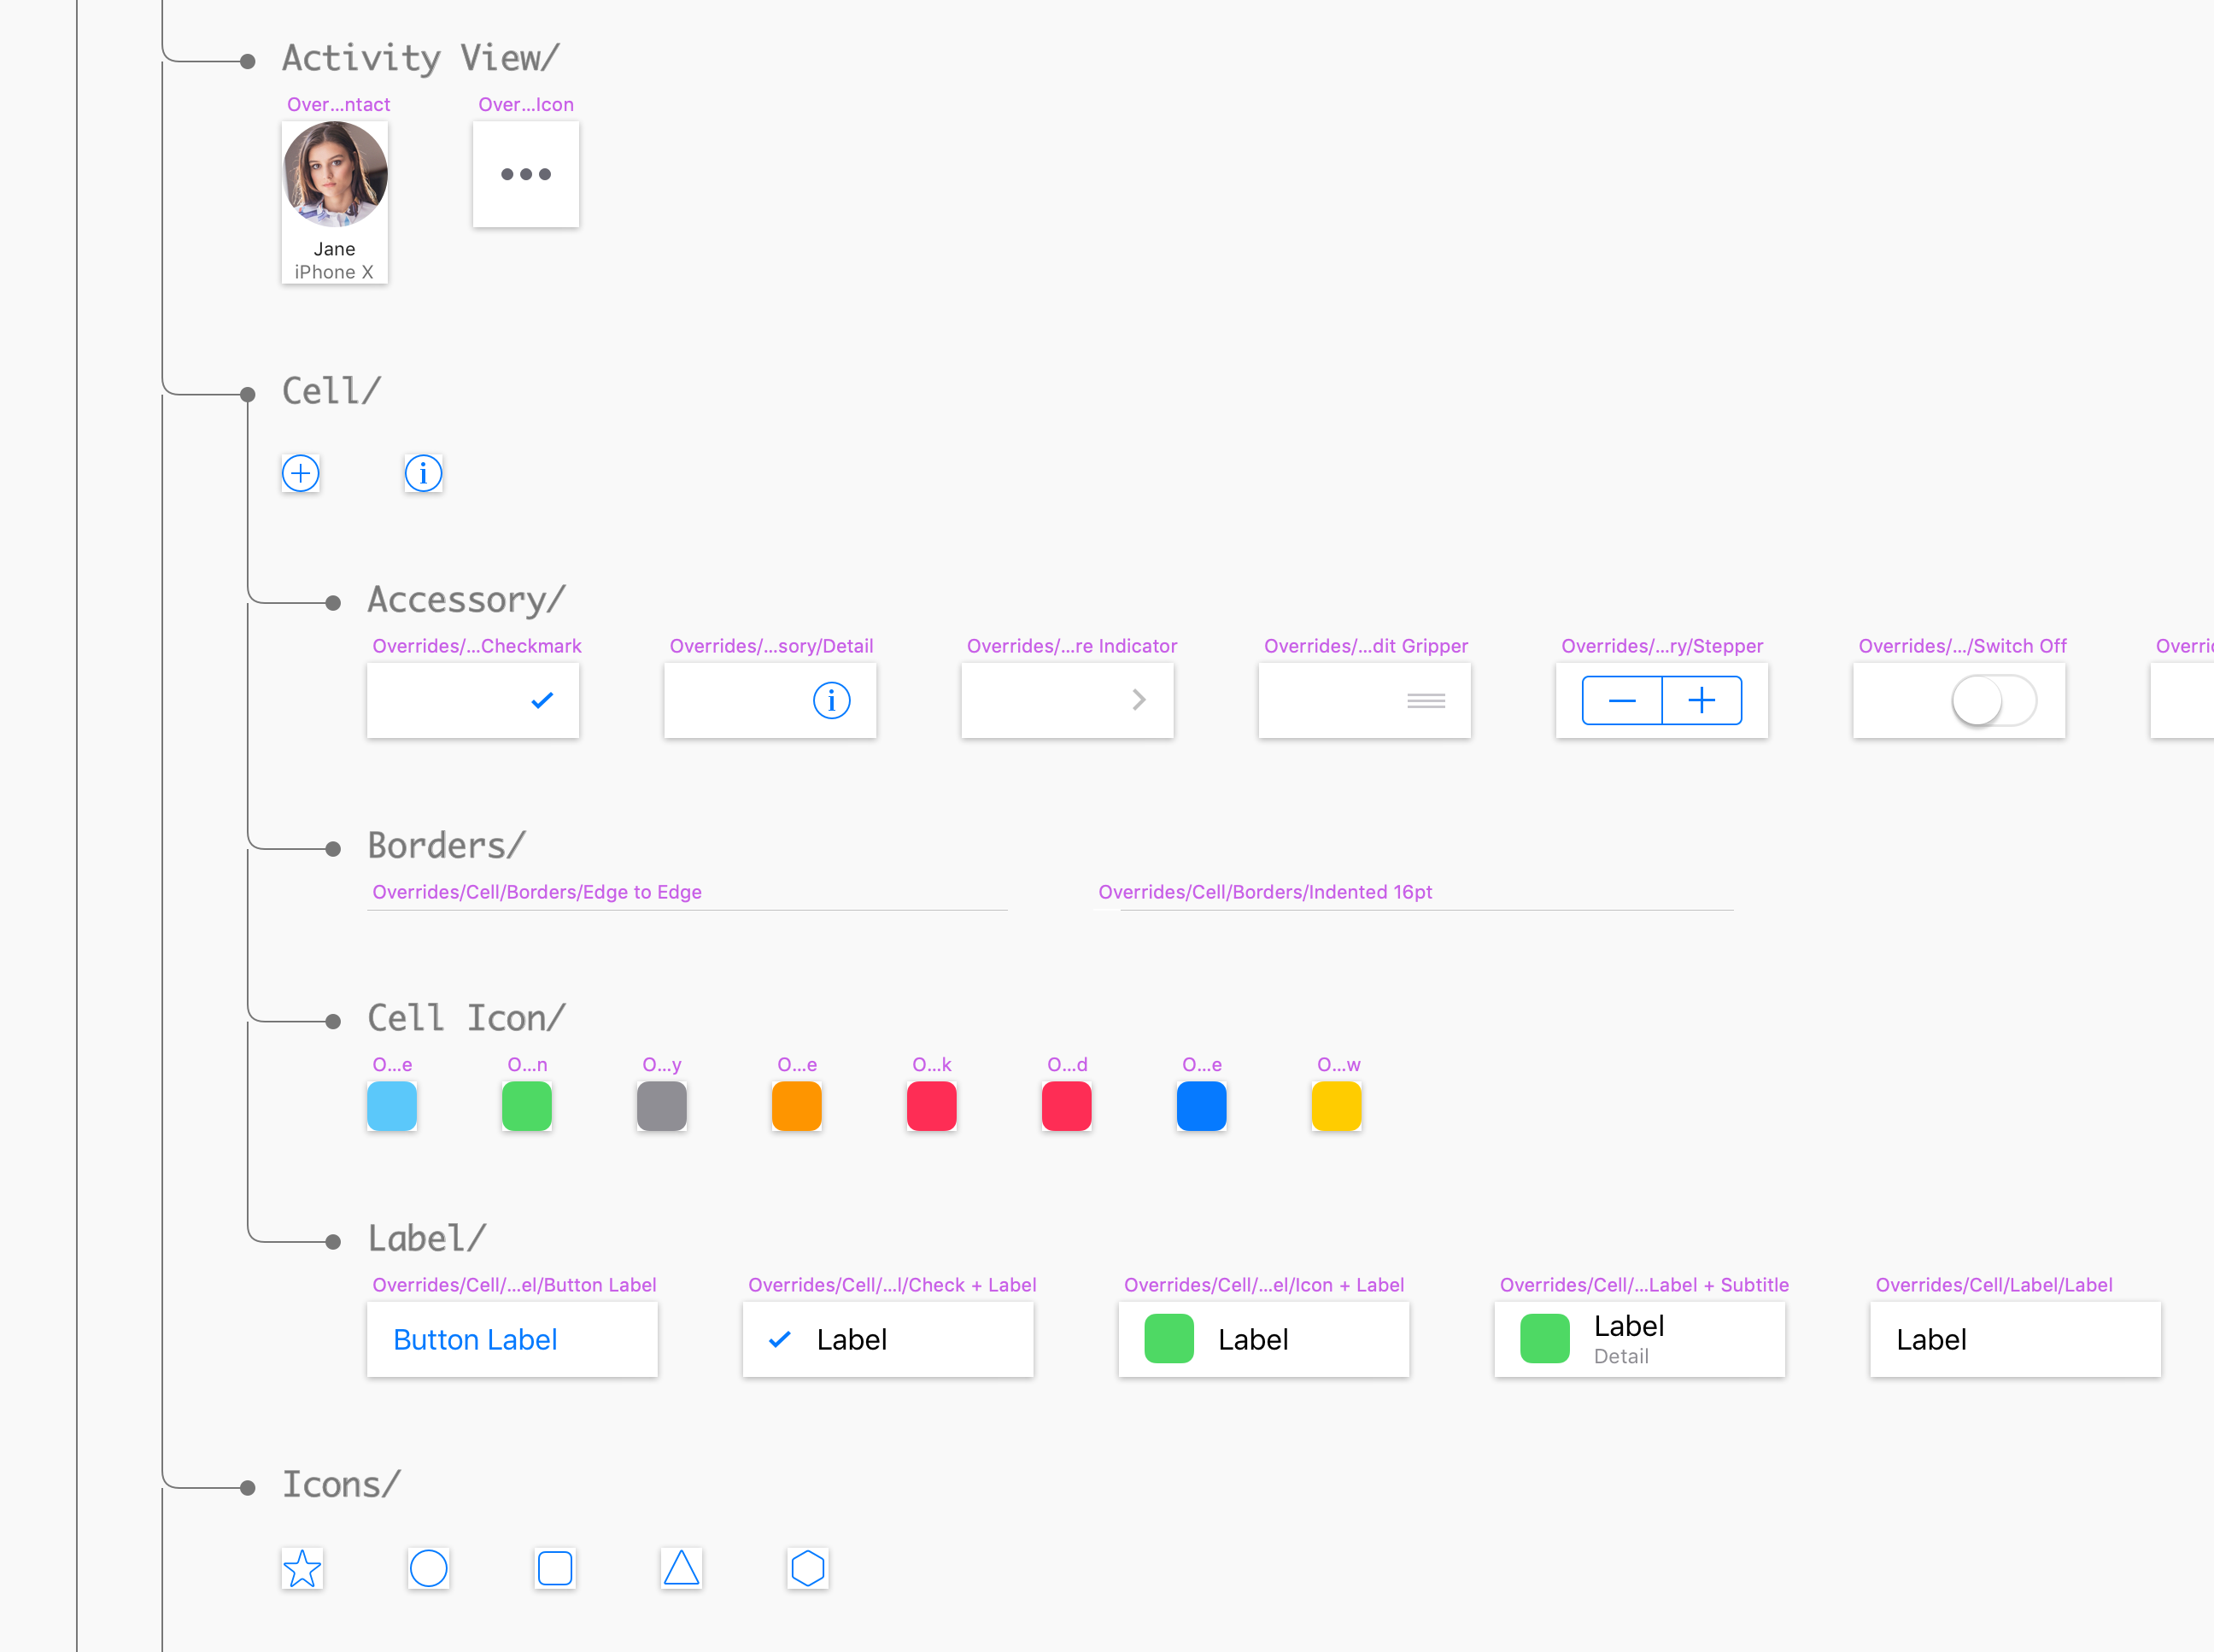 Activity View/
Over...ntact
Over...Icon
Jane
iPhone X
Cell/
Accessory/
Overrides/...Checkmark
Overrides/...sory/Detail
Overrides/...re Indicator
Overrides/...dit Gripper
Overrides/...ry/Stepper
Overrides/.../Switch Off
Borders/
Overrides/Cell/Borders/Edge to Edge
Overrides/Cell/Borders/Indented 16pt
Cell Icon/
O...e
O...n
O...y
O...e
O...k
O...d
O...e
O...w
Label/
Overrides/Cell/...el/Button Label
Overrides/Cell/...l/Check + Label
Overrides/Cell/...el/Icon + Label
Overrides/Cell/...Label + Subtitle
Overrides/Cell/Label/Label
Button Label
Label
Label
Label
Detail
Label
Icons/